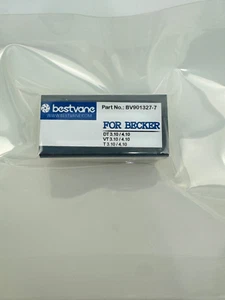 bestvane
Part No.: BV901327-7
FOR BECKER
DT 3.10 / 4.10
VT 3.10 / 4.10
T 3.10 / 4.10